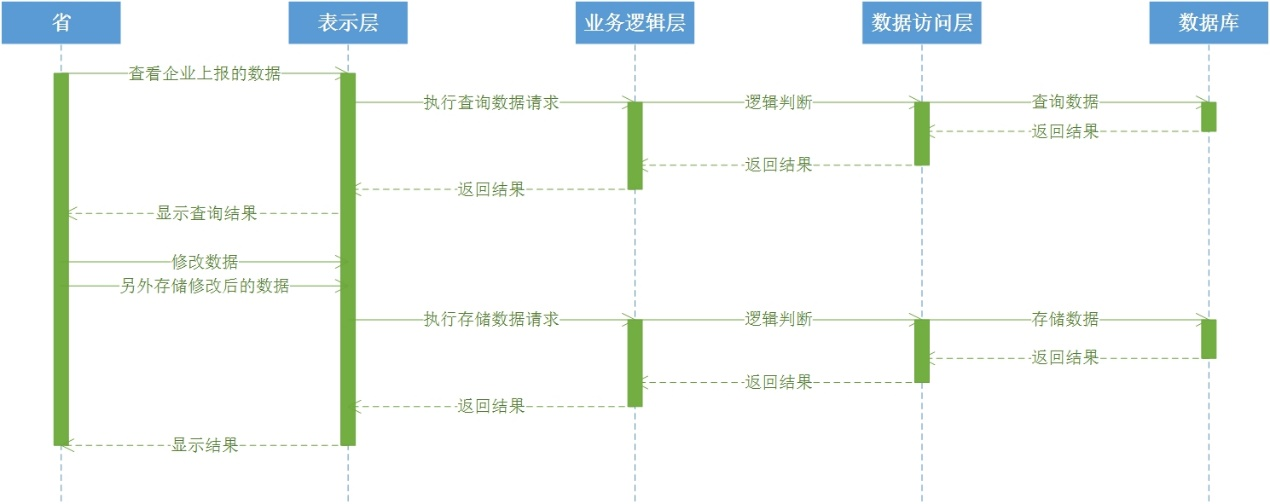 省
表示层
业务逻辑层
数据访问层
数据库
查看企业上报的数据
执行查询数据请求
逻辑判断
查询数据
返回结果
返回结果
返回结果
显示查询结果
修改数据
另外存储修改后的数据
执行存储数据请求
逻辑判断
存储数据
返回结果
返回结果
返回结果
显示结果